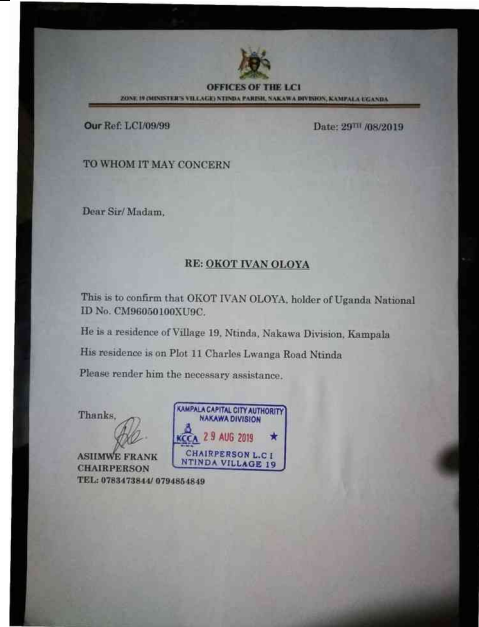 OFFICES OF THE LCI
ZONE 19 (MINISTER'S VILLAGE) NTINDA PARISH, NAKAWA DIVISION, KAMPALA UGANDA
Our Ref: LCI/09/99
Date: 29TH /08/2019
TO WHOM IT MAY CONCERN
Dear Sir/ Madam,
RE: OKOT IVAN OLOYA
This is to confirm that OKOT IVAN OLOYA, holder of Uganda National
ID No. CM96050100XU9C.
He is a residence of Village 19, Ntinda, Nakawa Division, Kampala
His residence is on Plot 11 Charles Lwanga Road Ntinda
Please render him the necessary assistance.
Thanks,
KAMPALA CAPITAL CITY AUTHORITY
NAKAWA DIVISION
KCCA 29 AUG 2019 ★
CHAIRPERSON L.C I
NTINDA VILLAGE 19
ASIIMWE FRANK
CHAIRPERSON
TEL: 0783473844/ 0794854849